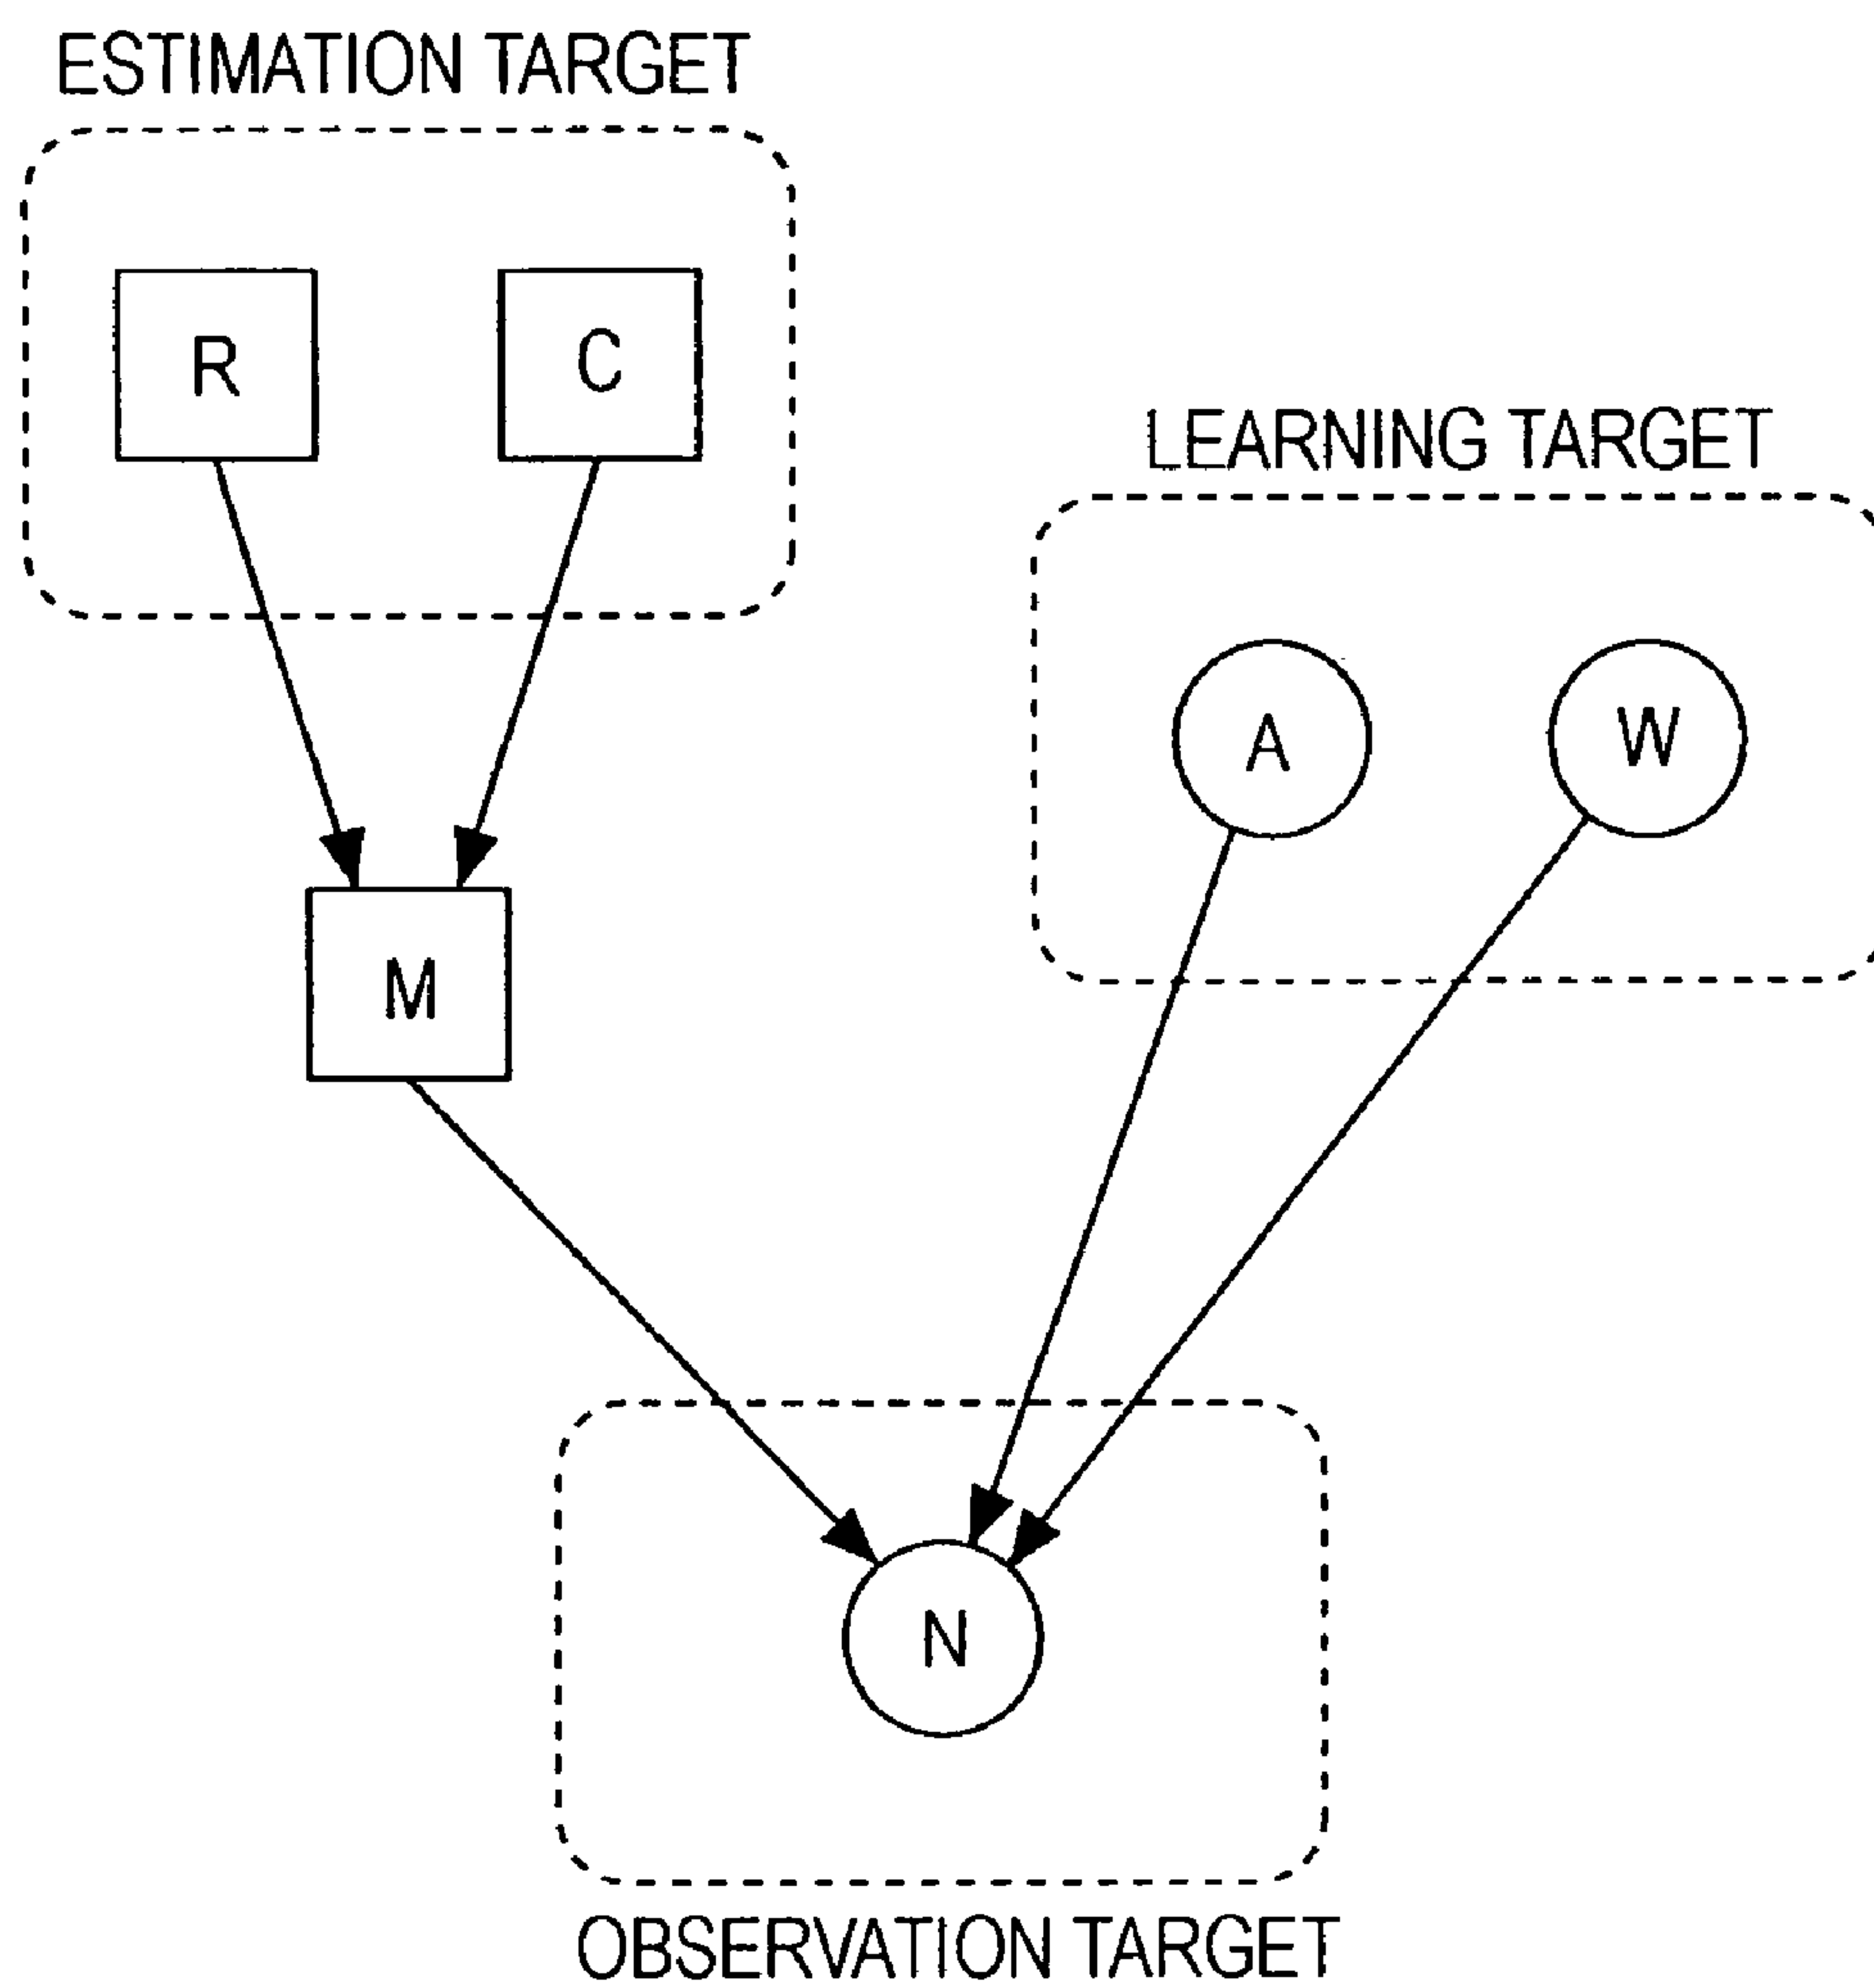 ESTIMATION TARGET
R
C
LEARNING TARGET
A
W
M
N
OBSERVATION TARGET